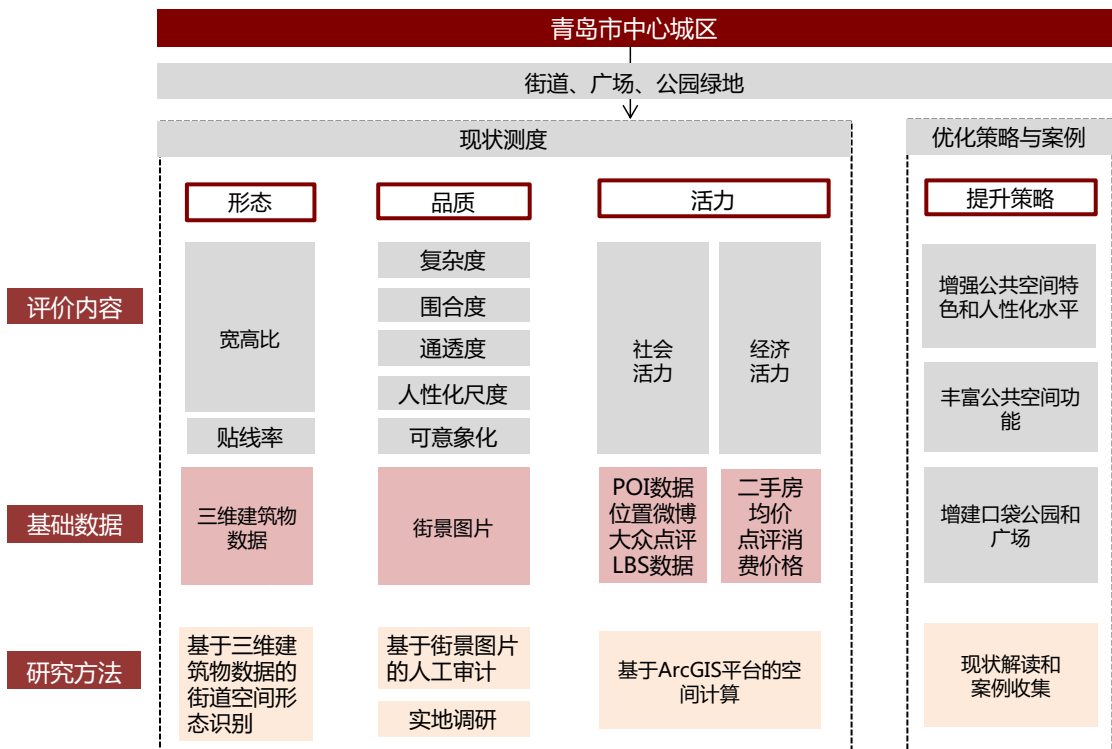 青岛市中心城区
街道、广场、公园绿地
现状测度
优化策略与案例
形态
品质
活力
提升策略
评价内容
宽高比
贴线率
复杂度
围合度
通透度
人性化尺度
可意象化
社会
活力
经济
活力
增强公共空间特
色和人性化水平
丰富公共空间功
能
基础数据
三维建筑物
数据
街景图片
POI数据
位置微博
大众点评
LBS数据
二手房
均价
点评消
费价格
增建口袋公园和
广场
研究方法
基于三维建
筑物数据的
街道空间形
态识别
基于街景图片
的人工审计
实地调研
基于ArcGIS平台的空
间计算
现状解读和
案例收集